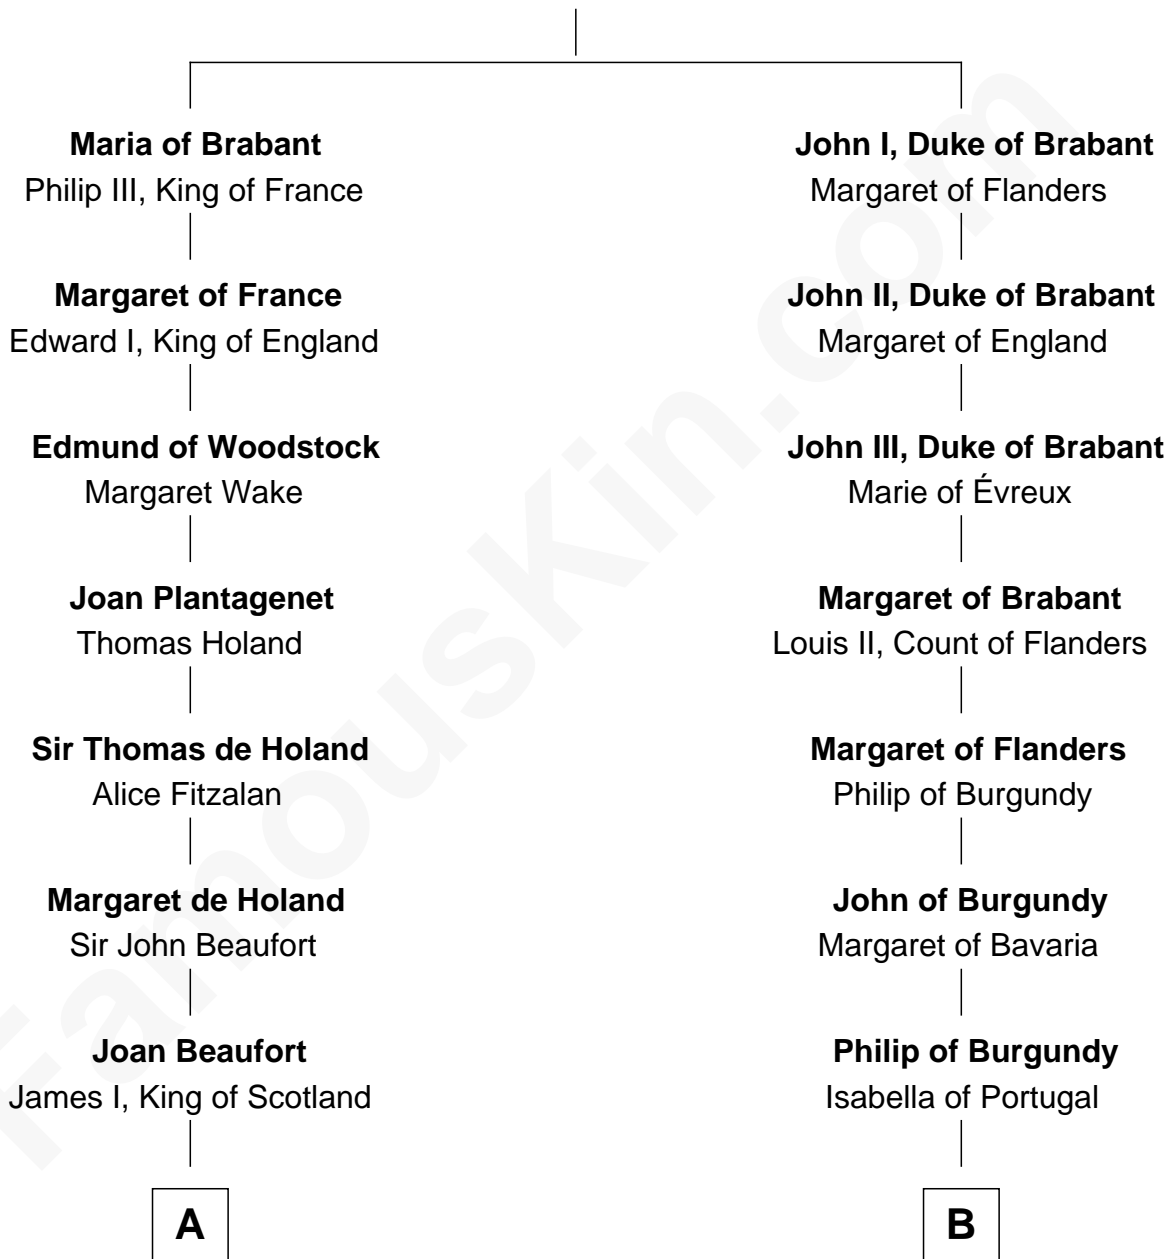 Maria of Brabant
Philip III, King of France
Margaret of France
Edward I, King of England
Edmund of Woodstock
Margaret Wake
Joan Plantagenet
Thomas Holand
Sir Thomas de Holand
Alice Fitzalan
Margaret de Holand
Sir John Beaufort
Joan Beaufort
James I, King of Scotland
A
John I, Duke of Brabant
Margaret of Flanders
John II, Duke of Brabant
Margaret of England
John III, Duke of Brabant
Marie of Évreux
Margaret of Brabant
Louis II, Count of Flanders
Margaret of Flanders
Philip of Burgundy
John of Burgundy
Margaret of Bavaria
Philip of Burgundy
Isabella of Portugal
B
FamousKin.com